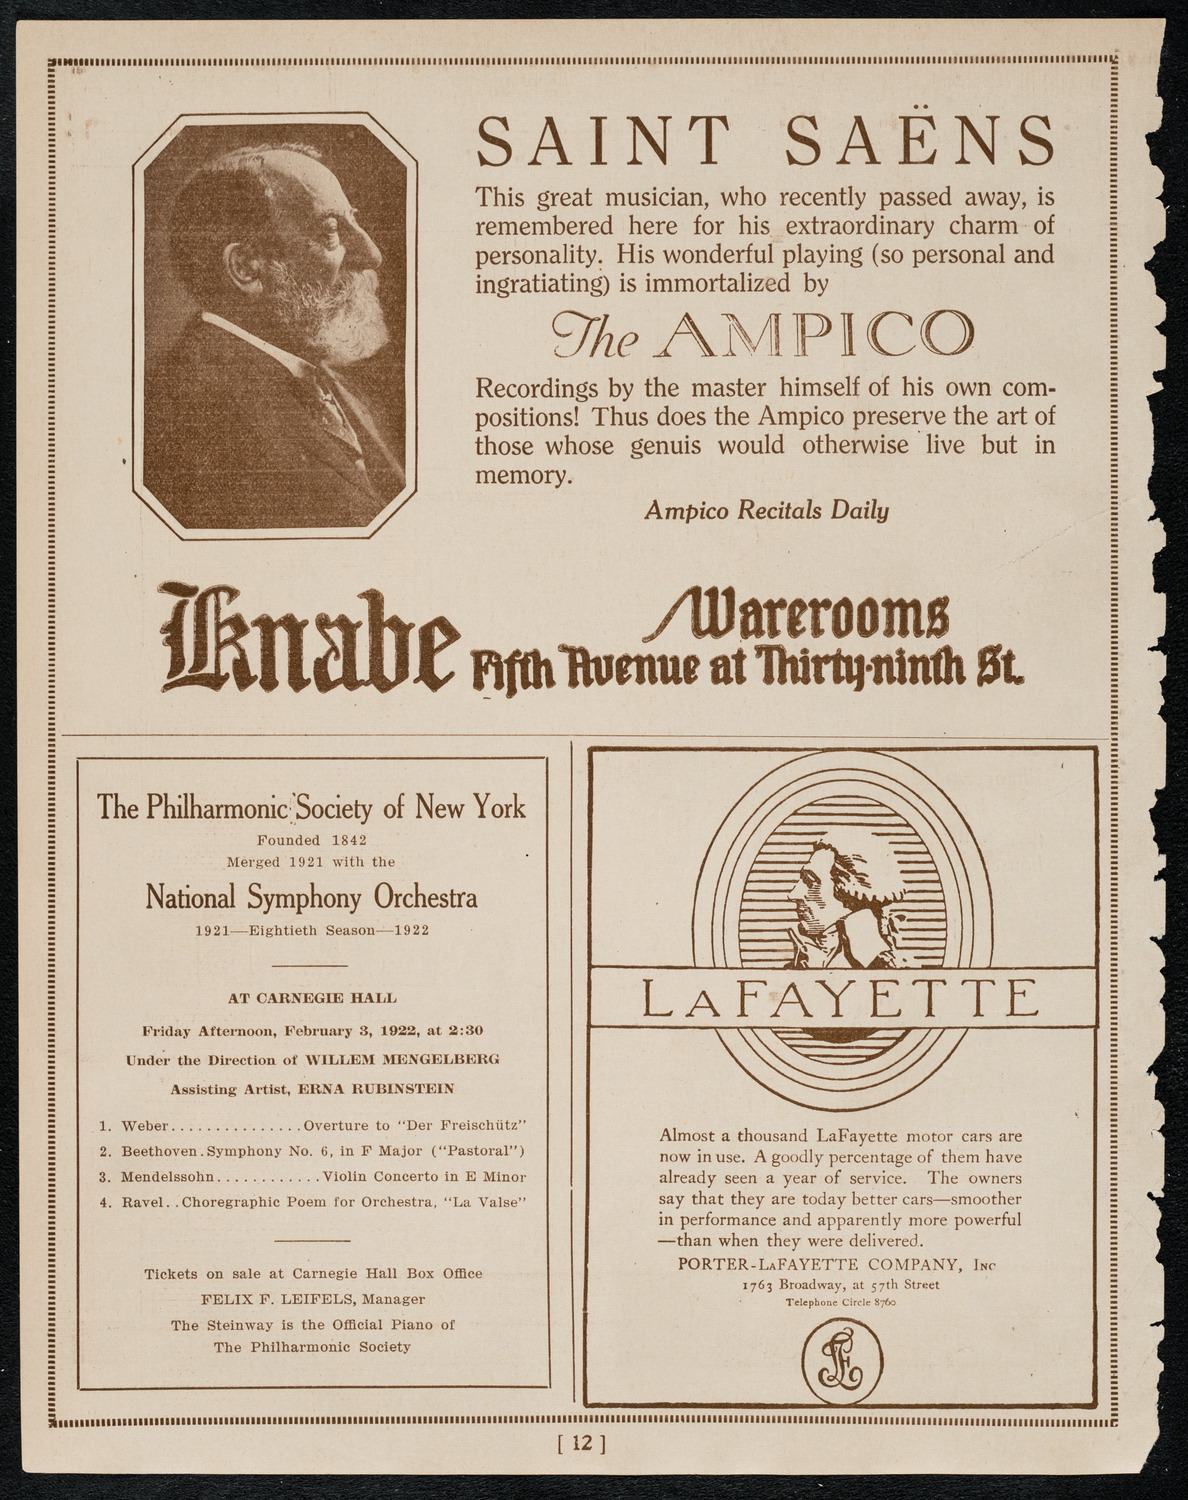 SAINT SAËNS
This great musician, who recently passed away, is
remembered here for his extraordinary charm of
personality. His wonderful playing (so personal and
ingratiating) is immortalized by
The AMPICO
Recordings by the master himself of his own com-
positions! Thus does the Ampico preserve the art of
those whose genuis would otherwise live but in
memory.
Ampico Recitals Daily
Knabe Warerooms
Fifth Avenue at Thirty-ninth St.
The Philharmonic Society of New York
Founded 1842
Merged 1921 with the
National Symphony Orchestra
1921—Eightieth Season—1922
AT CARNEGIE HALL
Friday Afternoon, February 3, 1922, at 2:30
Under the Direction of WILLEM MENGELBERG
Assisting Artist, ERNA RUBINSTEIN
1. Weber...............Overture to "Der Freischütz"
2. Beethoven.Symphony No. 6, in F Major ("Pastoral")
3. Mendelssohn............Violin Concerto in E Minor
4. Ravel..Choregraphic Poem for Orchestra, "La Valse"
Tickets on sale at Carnegie Hall Box Office
FELIX F. LEIFELS, Manager
The Steinway is the Official Piano of
The Philharmonic Society
LAFAYETTE
Almost a thousand LaFayette motor cars are
now in use. A goodly percentage of them have
already seen a year of service. The owners
say that they are today better cars—smoother
in performance and apparently more powerful
—than when they were delivered.
PORTER-LAFAYETTE COMPANY, INC
1763 Broadway, at 57th Street
Telephone Circle 8760
[ 12 ]